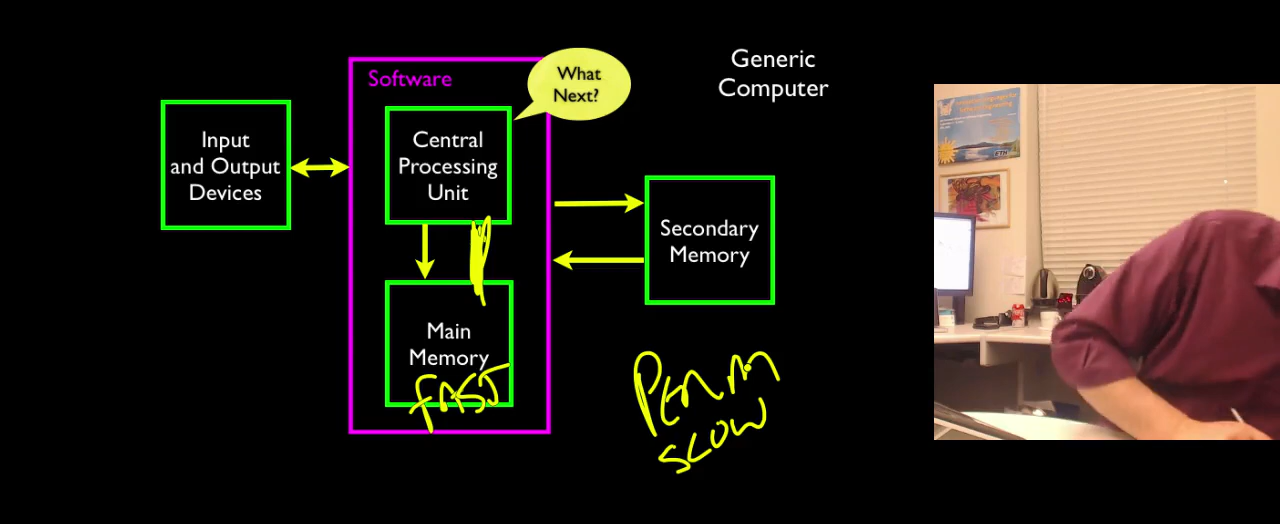 Generic
Computer
Software
What
Next?
Input
and Output
Devices
Central
Processing
Unit
Secondary
Memory
Main
Memory
FAST
PERM
SLOW
ETH